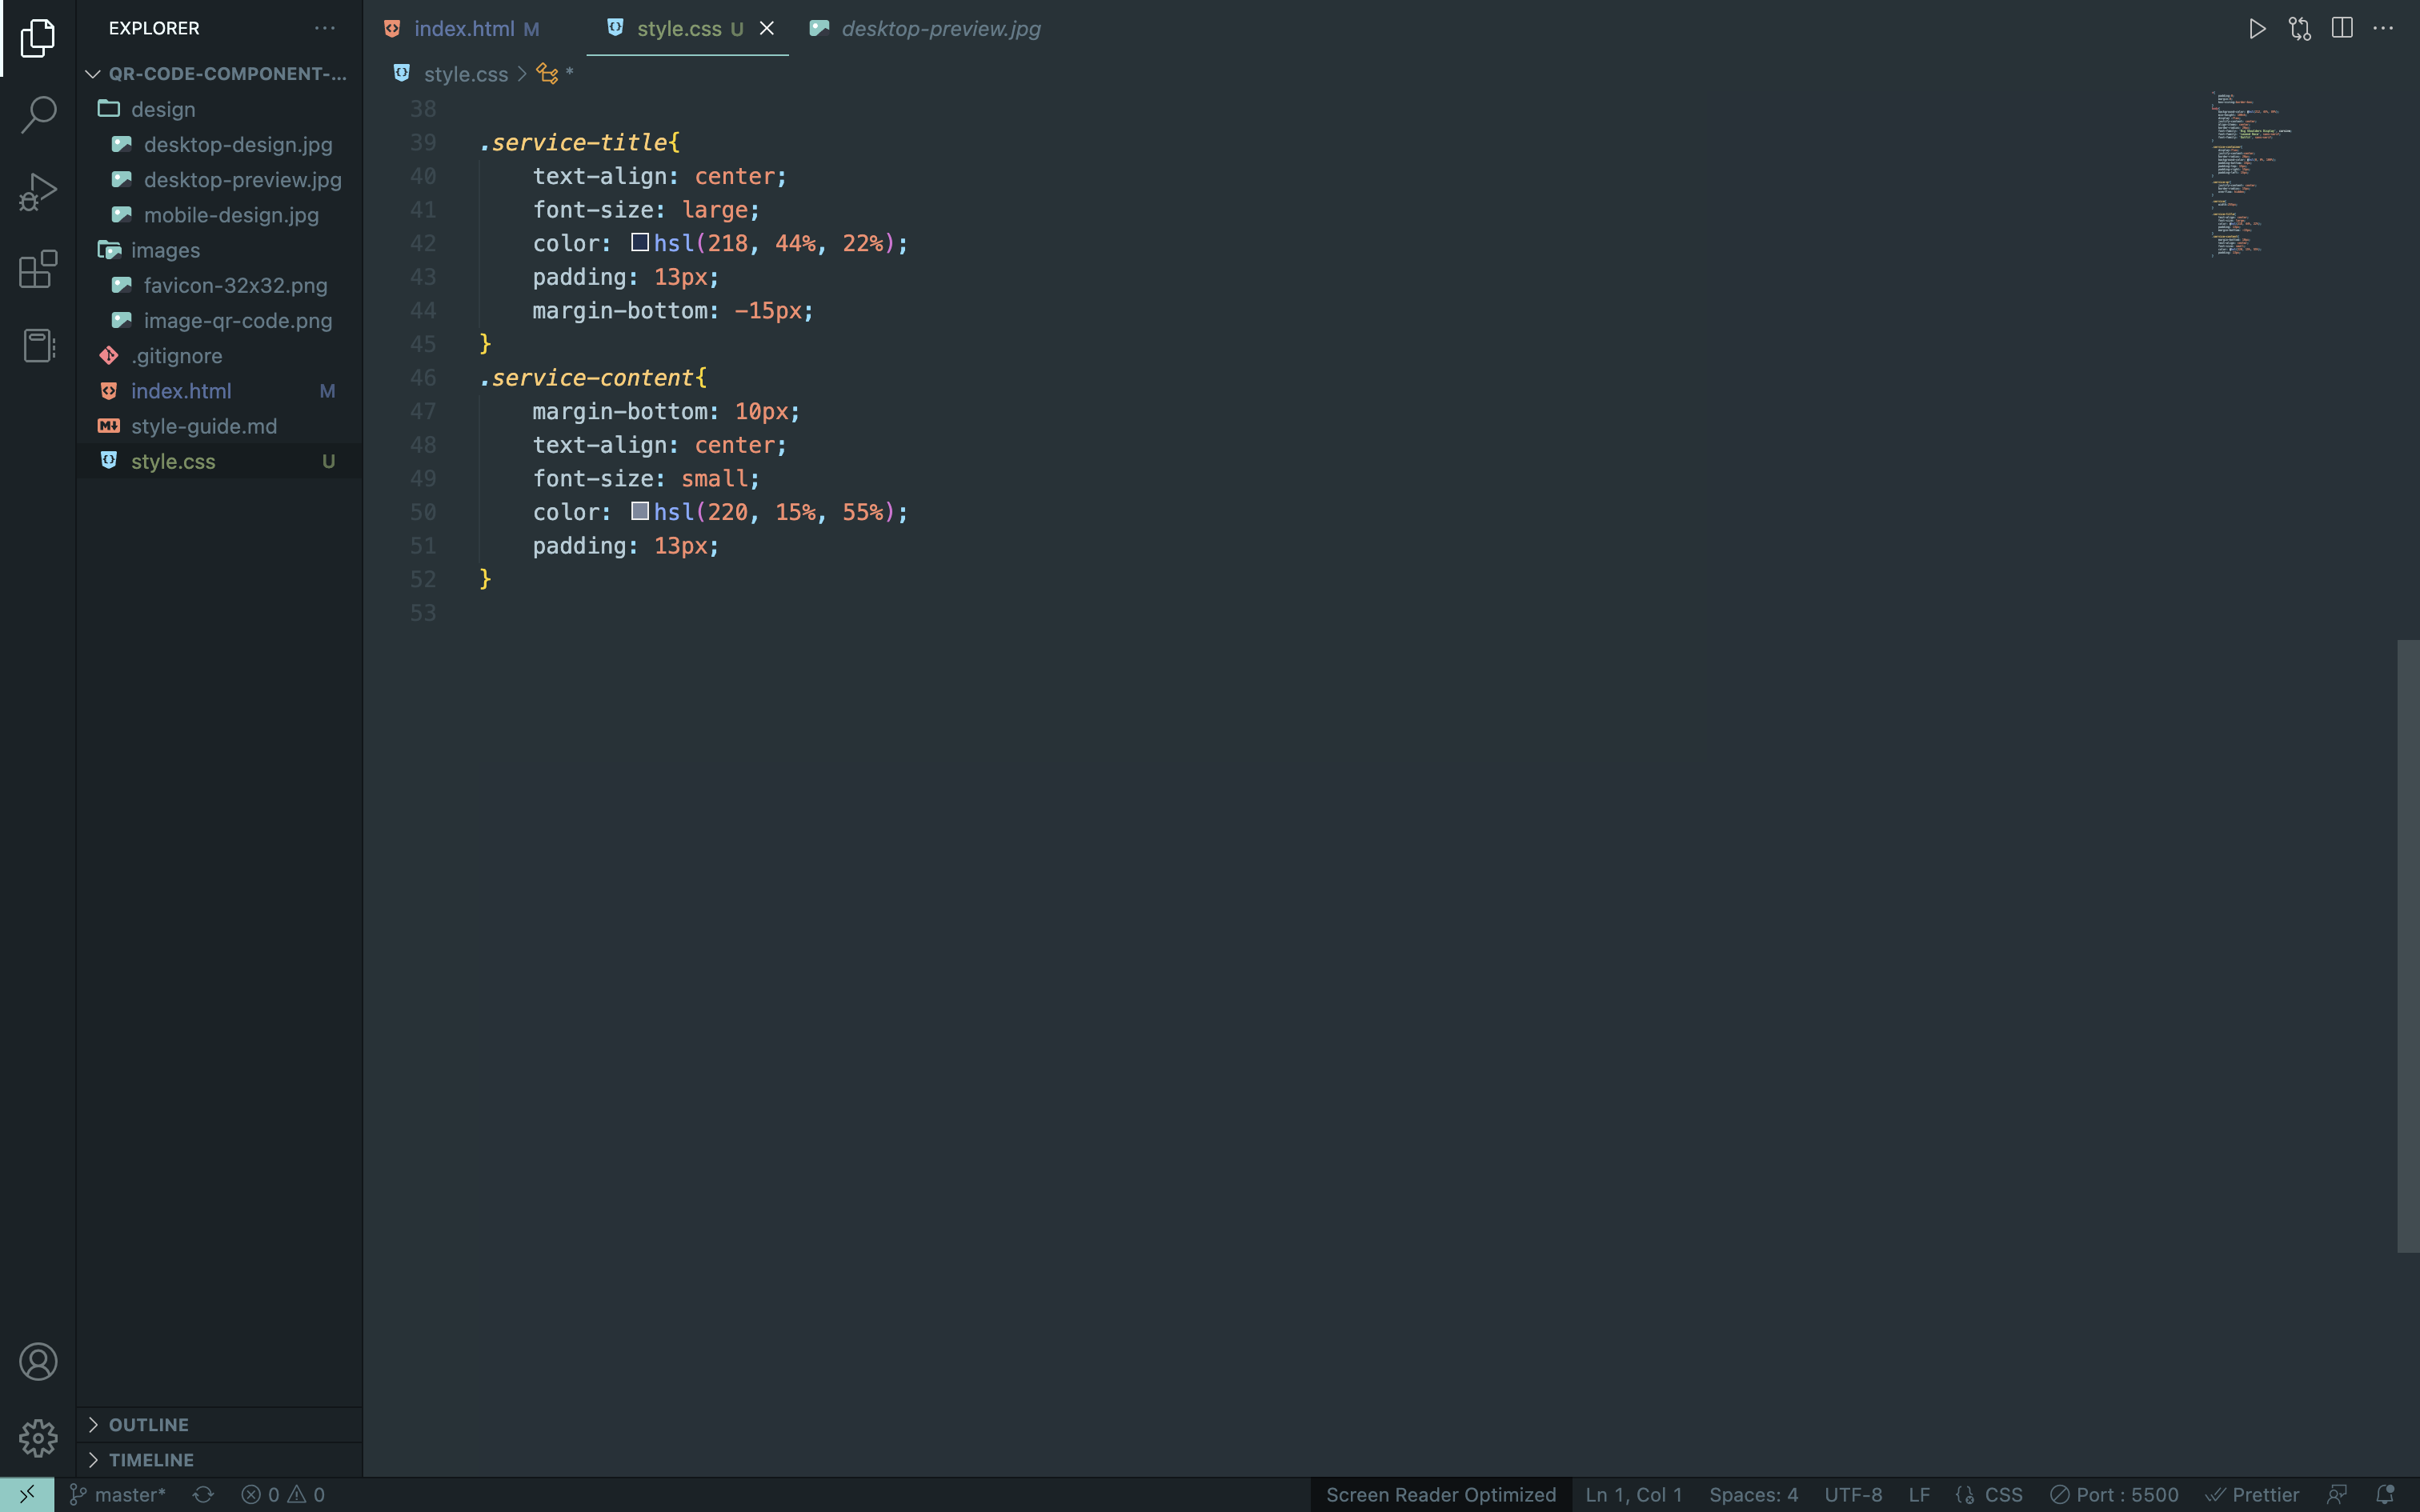 EXPLORER
QR-CODE-COMPONENT-...
design
desktop-design.jpg
desktop-preview.jpg
mobile-design.jpg
images
favicon-32x32.png
image-qr-code.png
.gitignore
index.html M
style-guide.md
style.css U
OUTLINE
TIMELINE
index.html M
style.css U
desktop-preview.jpg
style.css > *
38
39 .service-title{
40 text-align: center;
41 font-size: large;
42 color: hsl(218, 44%, 22%);
43 padding: 13px;
44 margin-bottom: -15px;
45 }
46 .service-content{
47 margin-bottom: 10px;
48 text-align: center;
49 font-size: small;
50 color: hsl(220, 15%, 55%);
51 padding: 13px;
52 }
53
master* 0 0 Screen Reader Optimized Ln 1, Col 1 Spaces: 4 UTF-8 LF CSS Port : 5500 Prettier